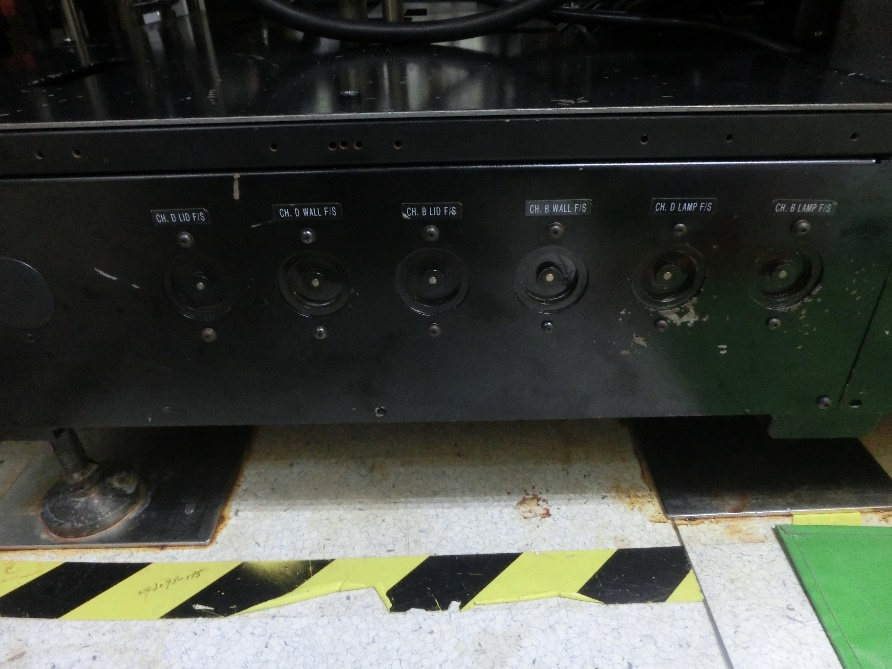 CH. D LID F/S
CH. D WALL F/S
CH. B LID F/S
CH. B WALL F/S
CH. D LAMP F/S
CH. B LAMP F/S